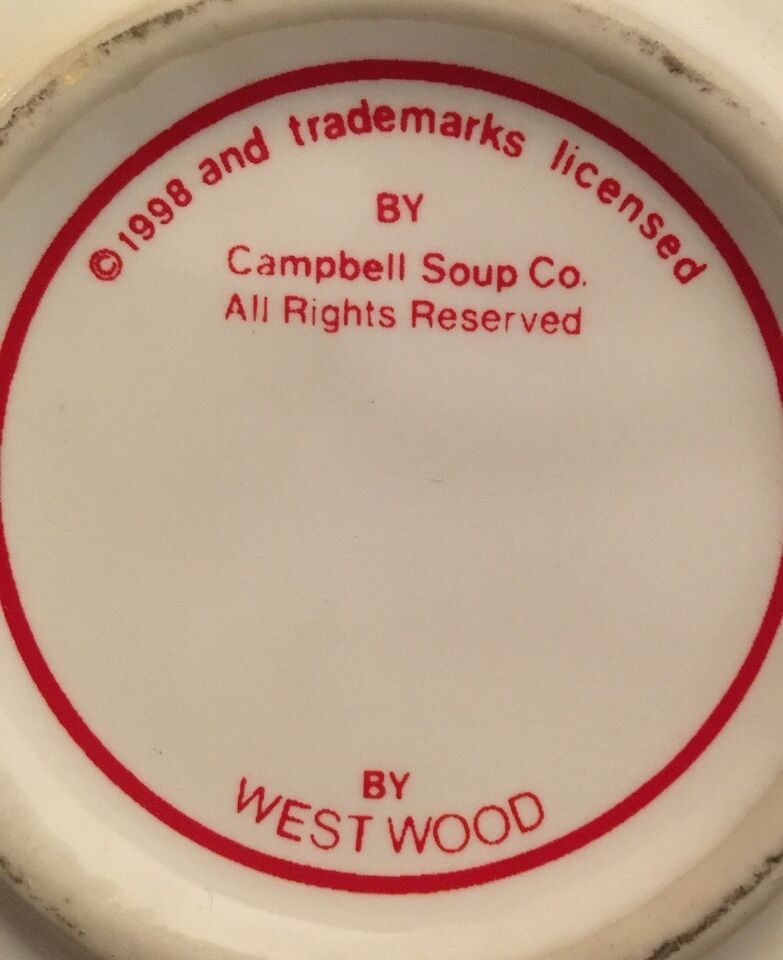 ©1998 and trademarks licensed
BY
Campbell Soup Co.
All Rights Reserved
BY
WESTWOOD